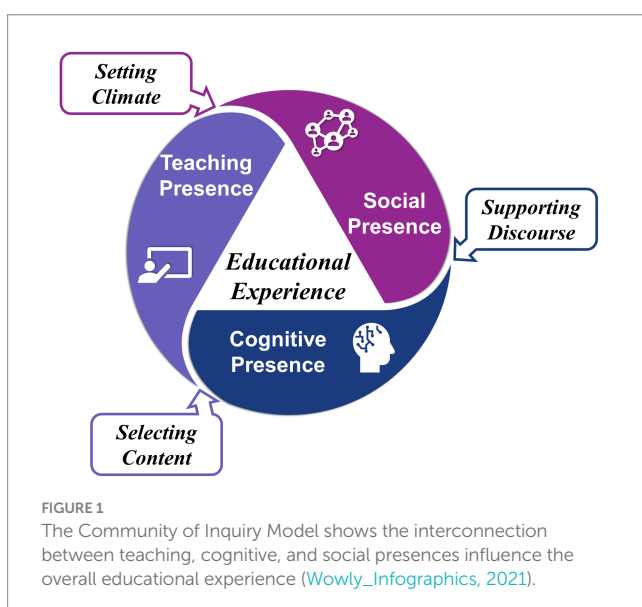 Setting
Climate
Teaching
Presence
Social
Presence
Supporting
Discourse
Educational
Experience
Cognitive
Presence
Selecting
Content
FIGURE 1
The Community of Inquiry Model shows the interconnection
between teaching, cognitive, and social presences influence the
overall educational experience (Wowly_Infographics, 2021).